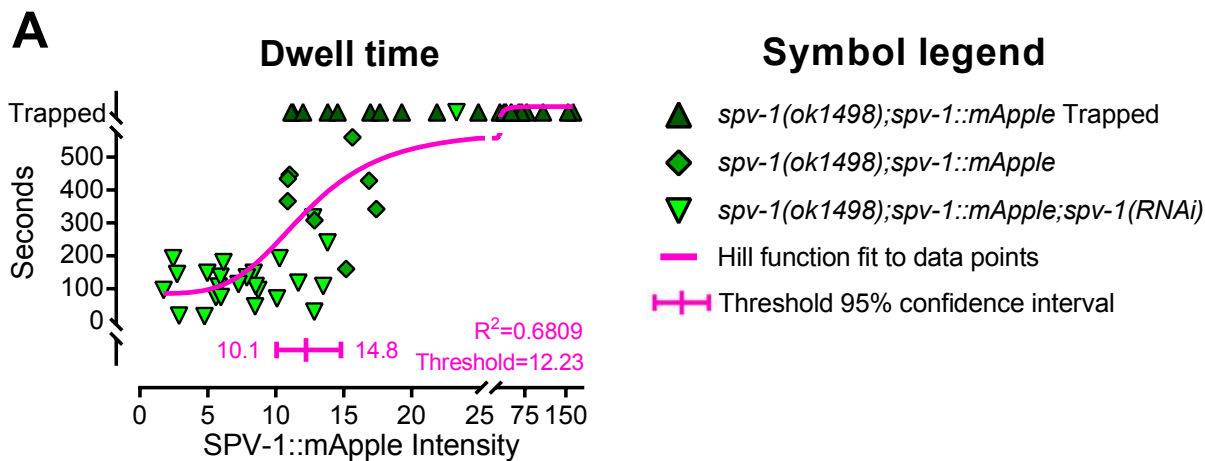 A
Dwell time
Trapped
500
400
300
200
100
0
Seconds
10.1
14.8
R²=0.6809
Threshold=12.23
0 5 10 15 20 25 75 150
SPV-1::mApple Intensity
Symbol legend
spv-1(ok1498);spv-1::mApple Trapped
spv-1(ok1498);spv-1::mApple
spv-1(ok1498);spv-1::mApple;spv-1(RNAi)
Hill function fit to data points
Threshold 95% confidence interval